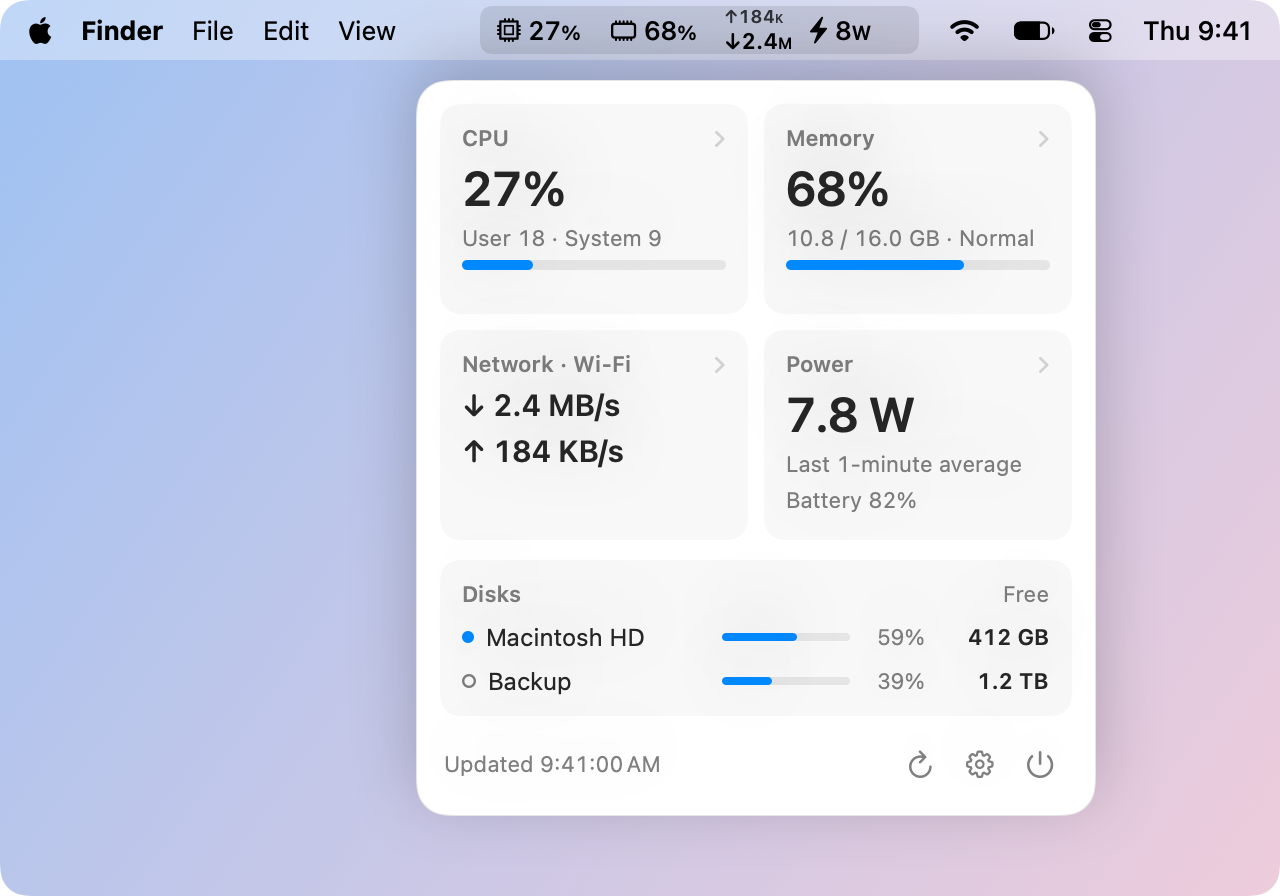 Finder File Edit View 27% 68% ↑184K ↓2.4M 8W Thu 9:41
CPU
27%
User 18 · System 9
Memory
68%
10.8 / 16.0 GB · Normal
Network · Wi-Fi
↓ 2.4 MB/s
↑ 184 KB/s
Power
7.8 W
Last 1-minute average
Battery 82%
Disks Free
Macintosh HD 59% 412 GB
Backup 39% 1.2 TB
Updated 9:41:00 AM